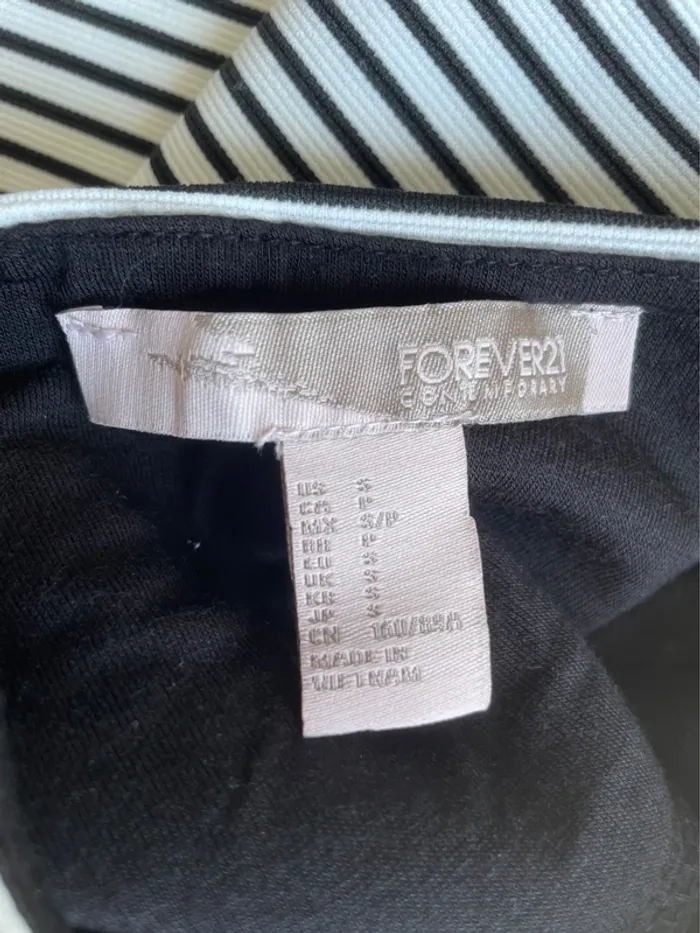 FOREVER21
CONTEMPORARY
US S
CA P
MX S/P
BR P
EU S
UK S
KR S
JP S
CN 160/88A
MADE IN
VIETNAM